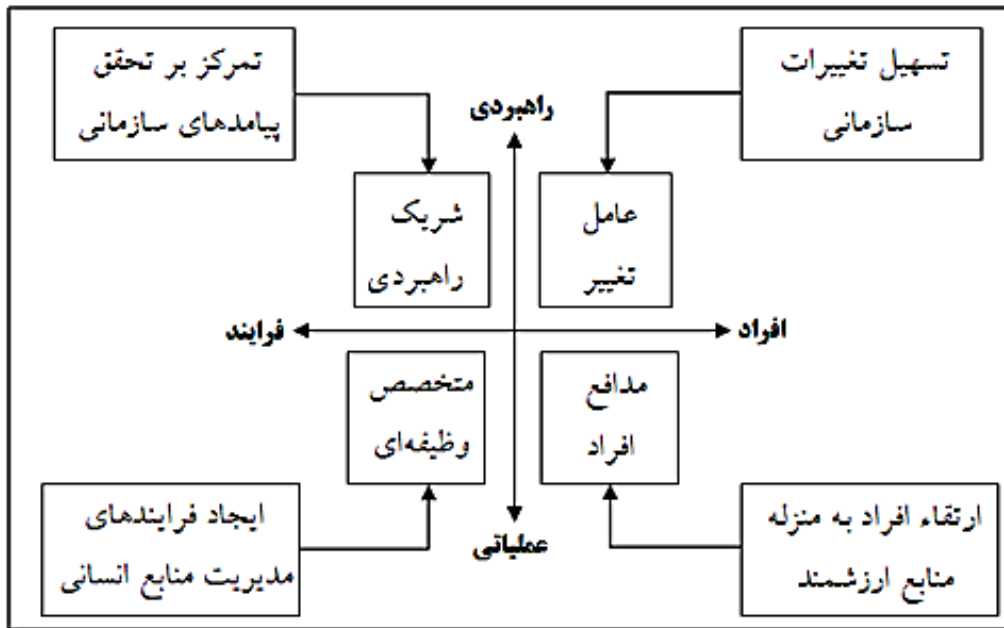 تسهیل تغییرات
سازمانی
تمرکز بر تحقق
پیامدهای سازمانی
راهبردی
عامل
تغییر
شریک
راهبردی
افراد
فرایند
مدافع
افراد
متخصص
وظیفه‌ای
عملیاتی
ارتقاء افراد به منزله
منابع ارزشمند
ایجاد فرایندهای
مدیریت منابع انسانی